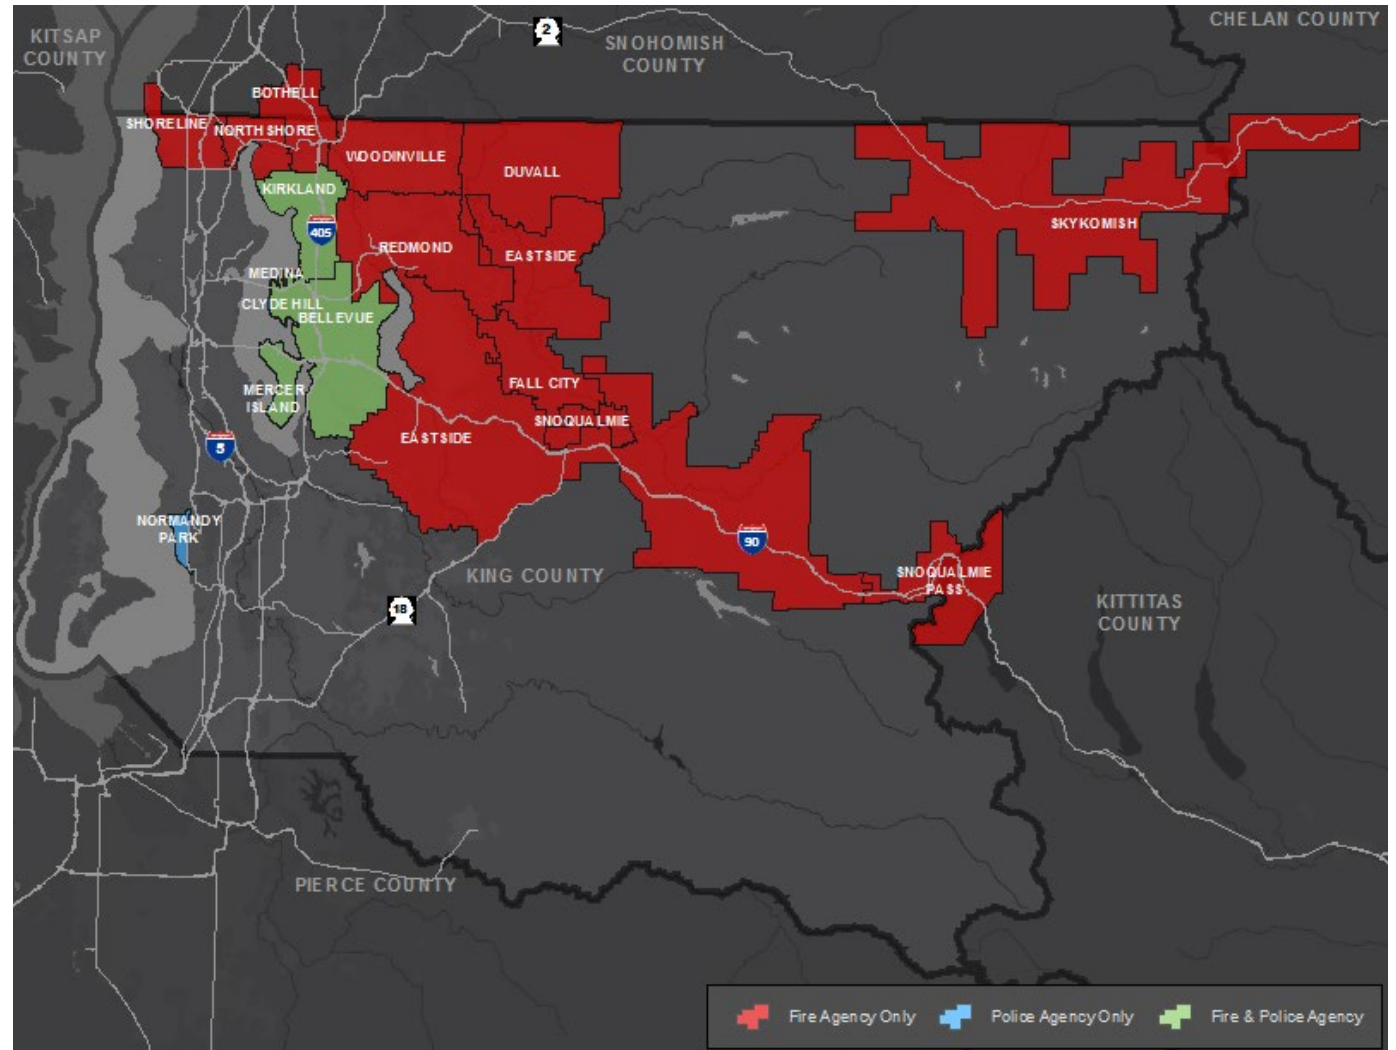 CHELAN COUNTY
KITSAP
COUNTY
2
SNOHOMISH
COUNTY
BOTHELL
SHORELINE
NORTHSHORE
WOODINVILLE
DUVALL
KIRKLAND
405
REDMOND
EASTSIDE
SKYKOMISH
MEDINA
CLYDE HILL
BELLEVUE
MERCER
ISLAND
FALL CITY
SNOQUALMIE
EASTSIDE
5
NORMANDY
PARK
90
KING COUNTY
SNOQUALMIE
PASS
18
KITTITAS
COUNTY
PIERCE COUNTY
Fire Agency Only
Police Agency Only
Fire & Police Agency